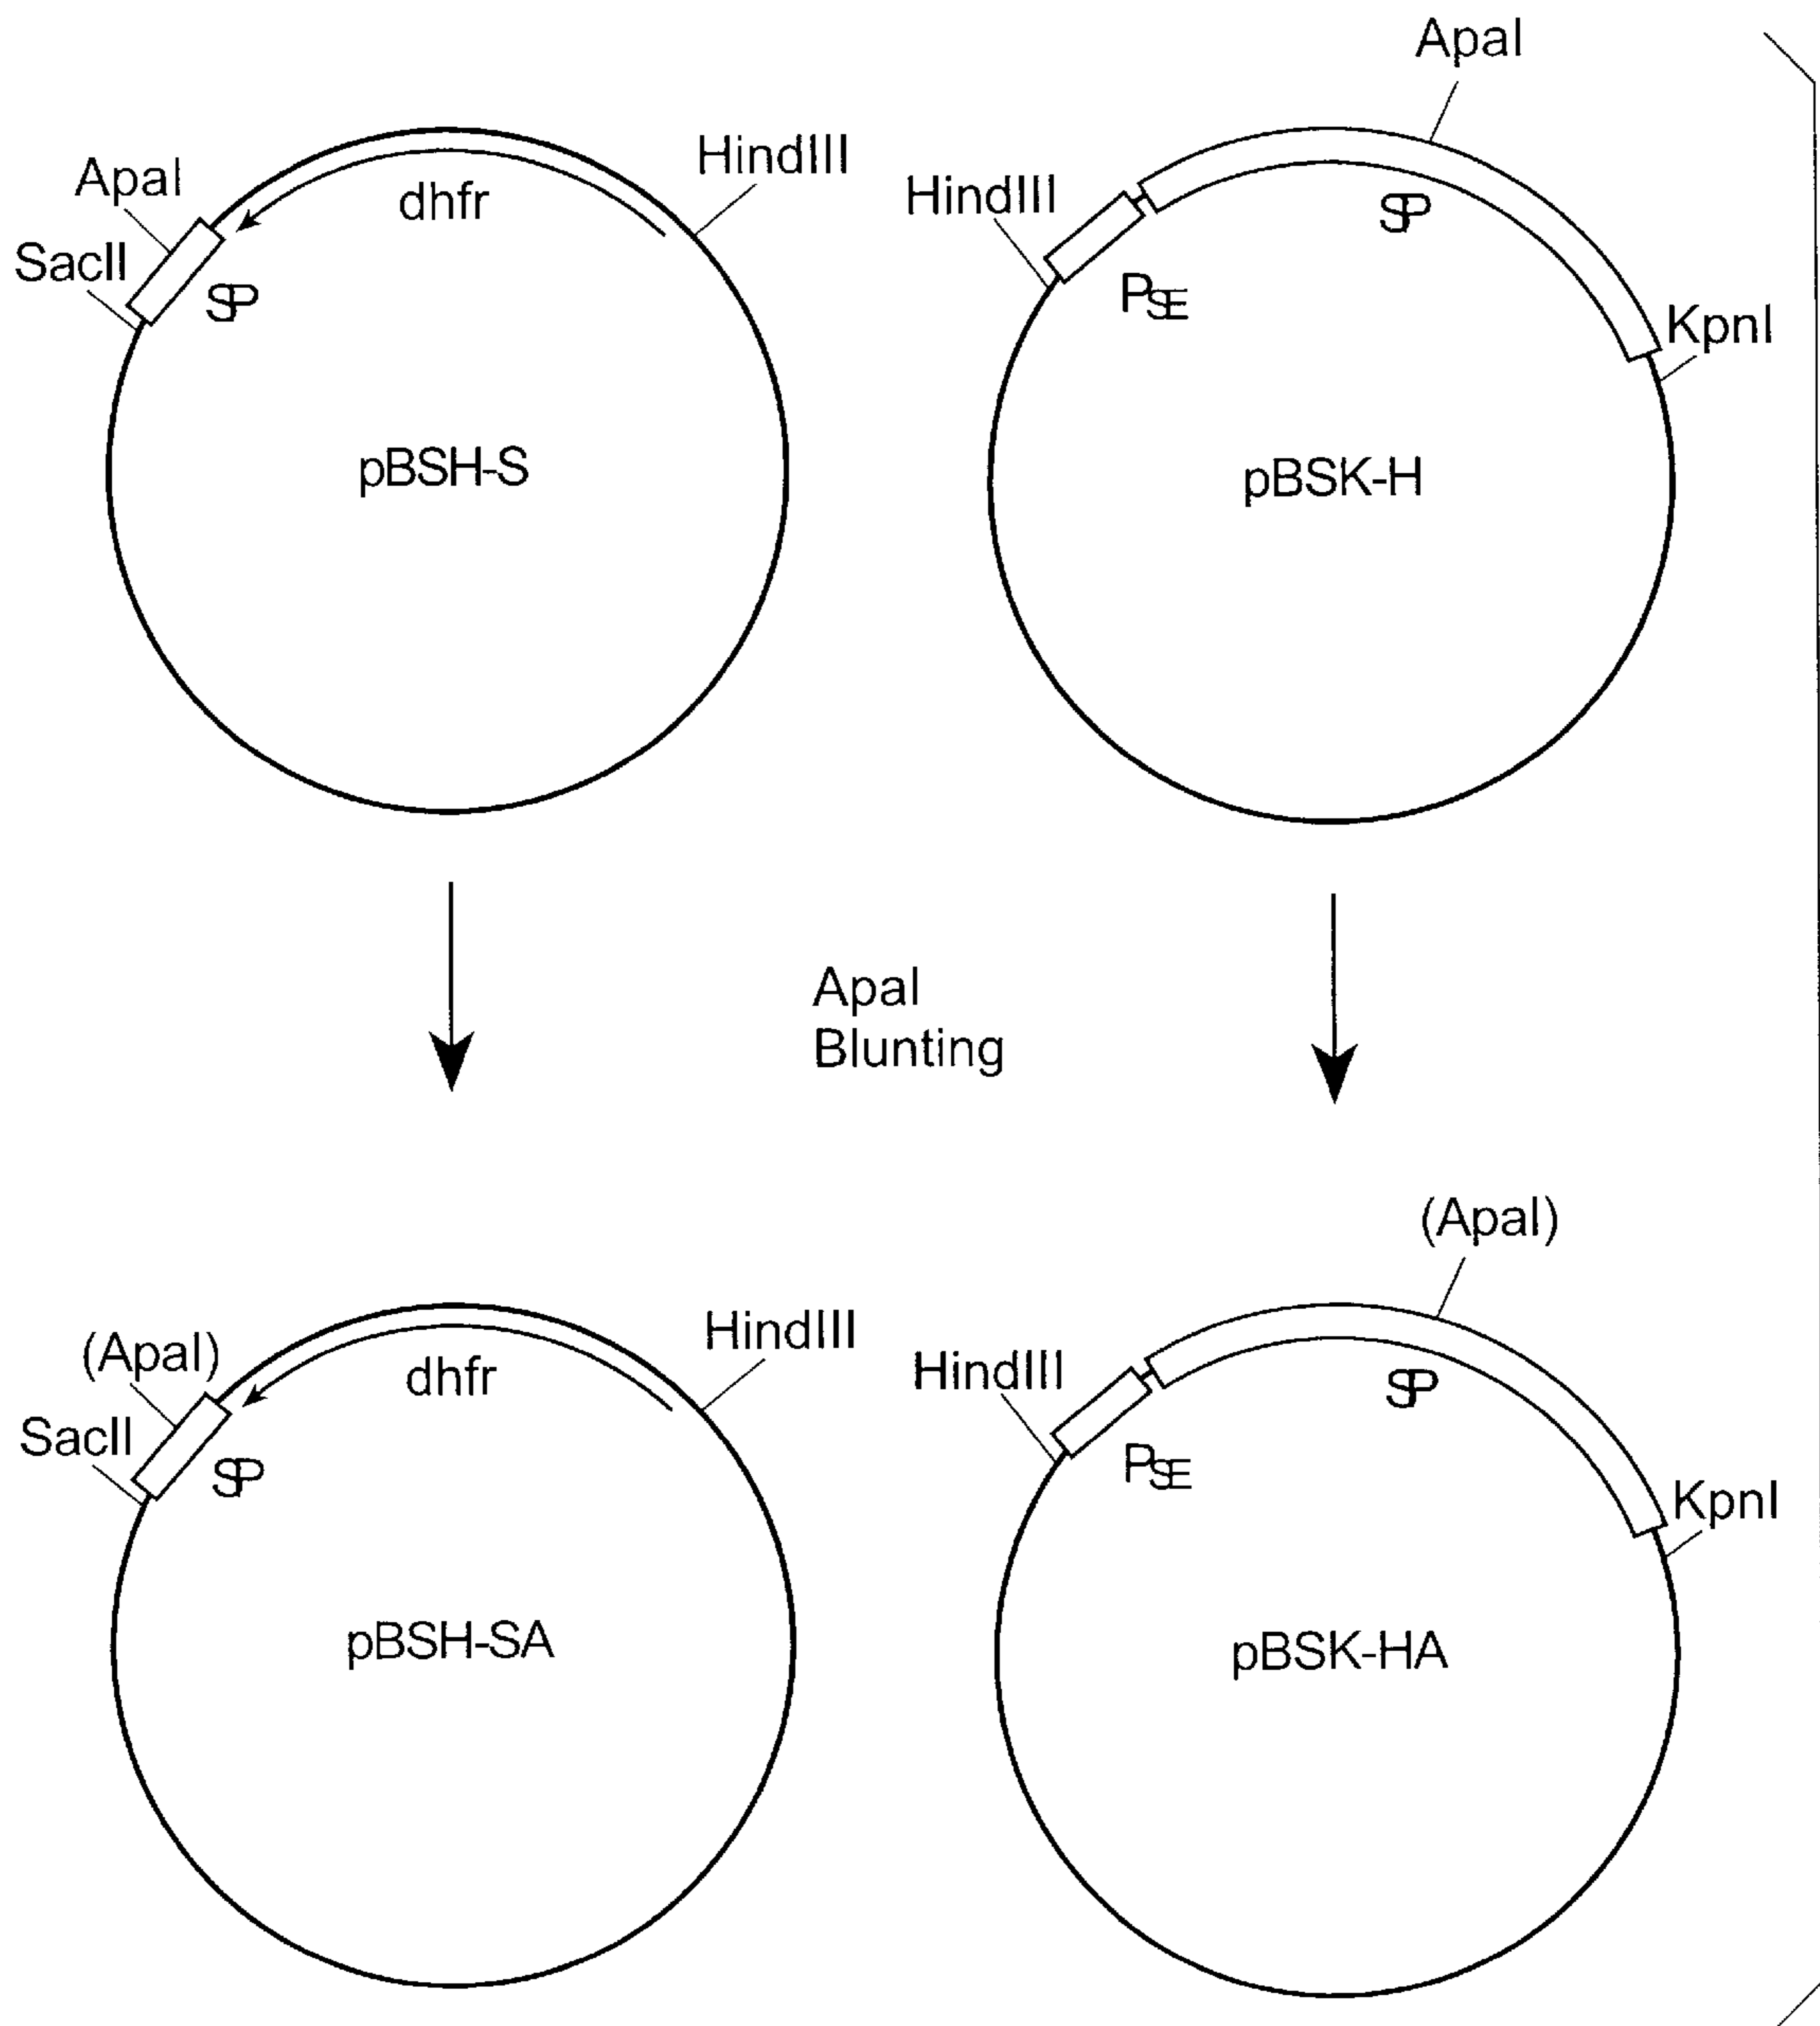 ApaI
HindIII
ApaI
dhfr
HindIII
SP
SacII
SP
PSE
KpnI
pBSH-S
pBSK-H
ApaI
Blunting
(ApaI)
HindIII
(ApaI)
dhfr
HindIII
SP
SacII
SP
PSE
KpnI
pBSH-SA
pBSK-HA